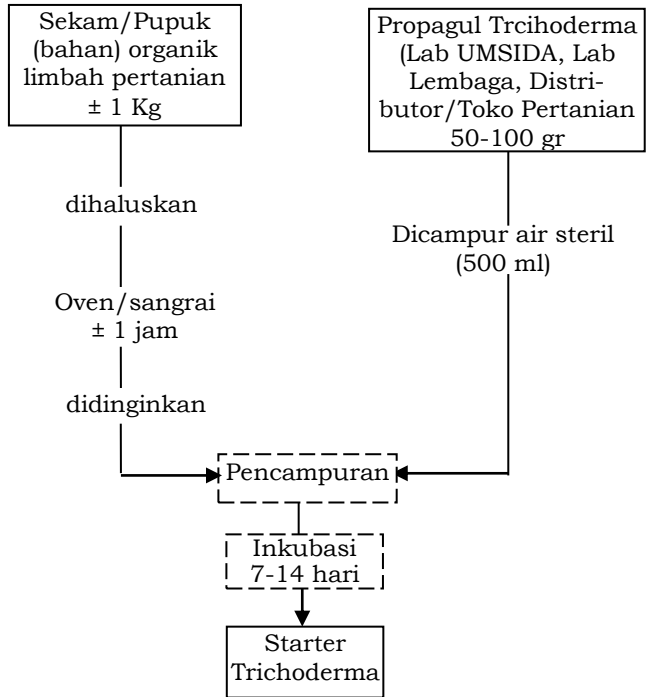 Sekam/Pupuk
(bahan) organik
limbah pertanian
± 1 Kg
Propagul Trcihoderma
(Lab UMSIDA, Lab
Lembaga, Distri-
butor/Toko Pertanian
50-100 gr
dihaluskan
Dicampur air steril
(500 ml)
Oven/sangrai
± 1 jam
didinginkan
Pencampuran
Inkubasi
7-14 hari
Starter
Trichoderma